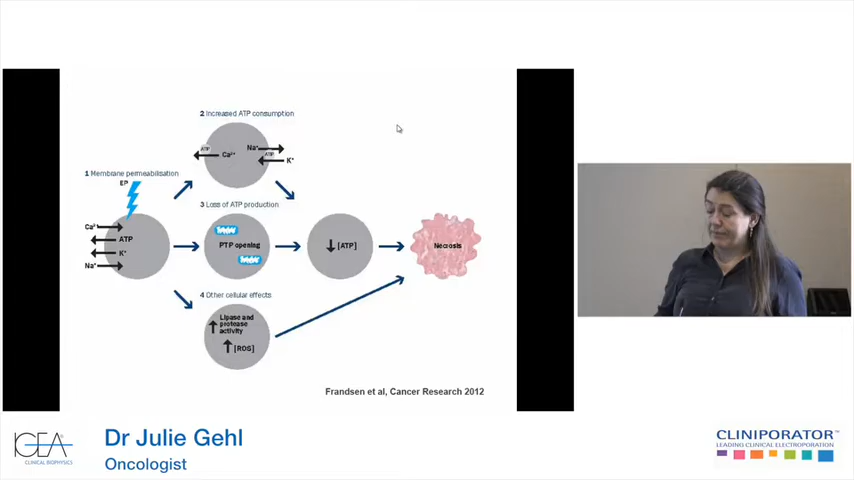 2 Increased ATP consumption
ATP
Ca²⁺
Na⁺
ATP
K⁺
1 Membrane permeabilisation
EP
3 Loss of ATP production
Ca²⁺
ATP
K⁺
Na⁺
PTP opening
[ATP]
Necrosis
4 Other cellular effects
Lipase and
protease
activity
[ROS]
Frandsen et al, Cancer Research 2012
IGEA
CLINICAL BIOPHYSICS
Dr Julie Gehl
Oncologist
CLINIPORATOR™
LEADING CLINICAL ELECTROPORATION